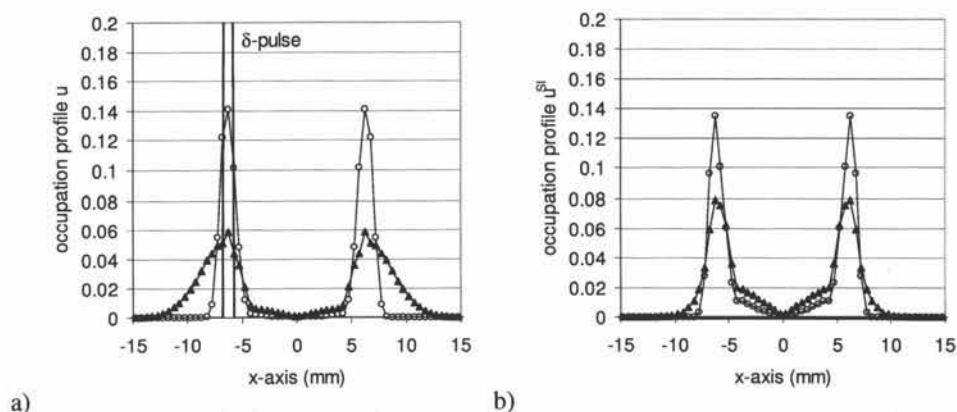 0.2
0.18
0.16
0.14
0.12
0.1
0.08
0.06
0.04
0.02
0
occupation profile u
δ-pulse
-15 -10 -5 0 5 10 15
x-axis (mm)
a)
0.2
0.18
0.16
0.14
0.12
0.1
0.08
0.06
0.04
0.02
0
occupation profile u^SI
-15 -10 -5 0 5 10 15
x-axis (mm)
b)